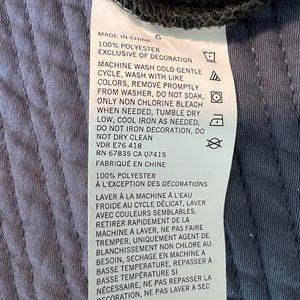 G
MADE IN CHINA
100% POLYESTER
EXCLUSIVE OF DECORATION
MACHINE WASH COLD GENTLE
CYCLE, WASH WITH LIKE
COLORS, REMOVE PROMPTLY
FROM WASHER, DO NOT SOAK,
ONLY NON CHLORINE BLEACH
WHEN NEEDED, TUMBLE DRY
LOW, COOL IRON AS NEEDED,
DO NOT IRON DECORATION, DO
NOT DRY CLEAN
VDR E76 418
RN 67835 CA 07415
FABRIQUÉ EN CHINE
100% POLYESTER
À L'EXCEPTION DES DÉCORATIONS
LAVER À LA MACHINE À L'EAU
FROIDE AU CYCLE DÉLICAT, LAVER
AVEC COULEURS SEMBLABLES,
RETIRER RAPIDEMENT DE LA
MACHINE A LAVER, NE PAS FAIRE
TREMPER, UNIQUEMENT AGENT DE
BLANCHISSEMENT NON CHLORE AU
BESOIN, SECHAGE EN MACHINE A
BASSE TEMPERATURE, REPASSER À
BASSE TEMPÉRATURE SI
NÉCESSAIRE, NE PAS REPASSER LA
DECORATION, NE PAS NETTOYER
À SEC